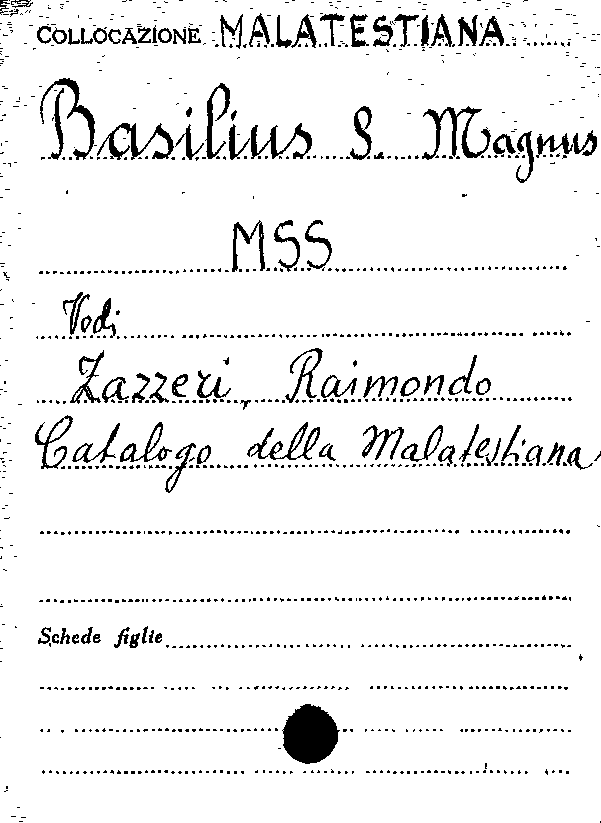 COLLOCAZIONE MALATESTIANA
Basilius S. Magnus
MSS
Vedi
Zazzeri, Raimondo
Catalogo della Malatestiana
Schede figlie